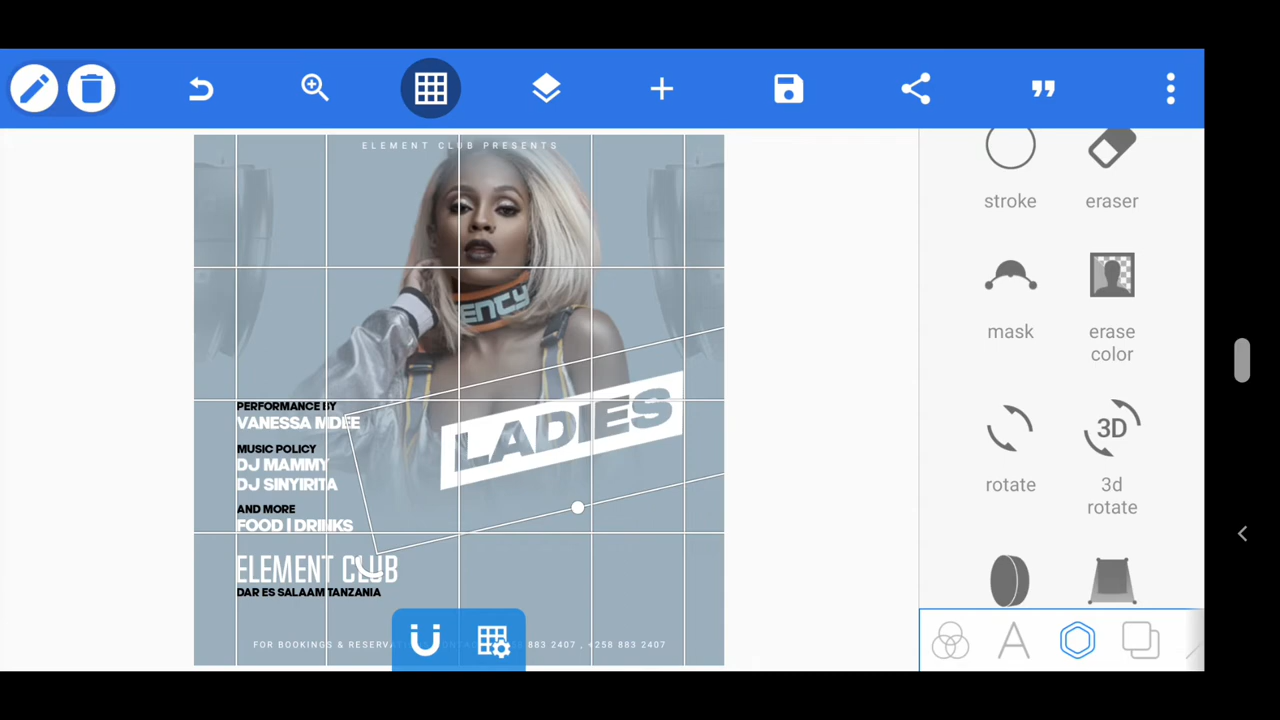 ELEMENT CLUB PRESENTS
ENCY
LADIES
PERFORMANCE BY
VANESSA MDEE
MUSIC POLICY
DJ MAMMY
DJ SINYIRITA
AND MORE
FOOD | DRINKS
ELEMENT CLUB
DAR ES SALAAM TANZANIA
FOR BOOKINGS & RESERVA 883 2407 , +258 883 2407
stroke
eraser
mask
erase
color
3D
rotate
3d
rotate
A